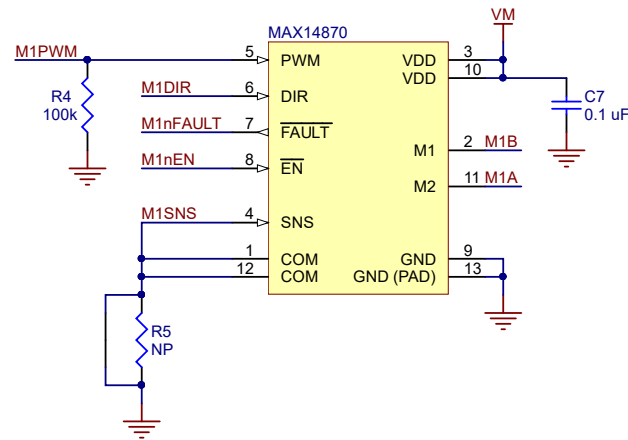 MAX14870
VM
M1PWM 5 PWM VDD 3
VDD 10
R4
100k
M1DIR 6 DIR
C7
0.1 uF
M1nFAULT 7 FAULT
M1 2 M1B
M1nEN 8 EN
M2 11 M1A
M1SNS 4 SNS
1 COM GND 9
12 COM GND (PAD) 13
R5
NP